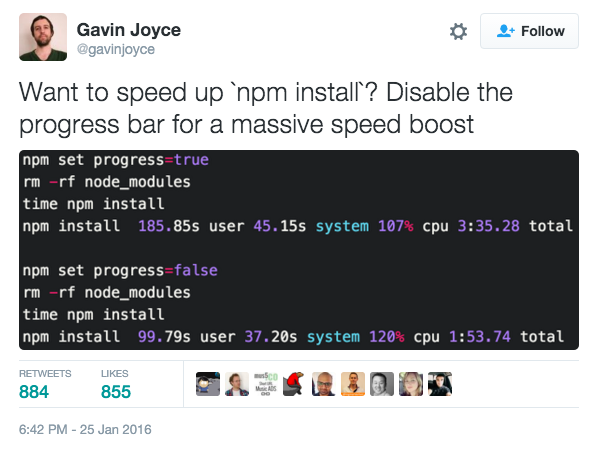 Gavin Joyce
@gavinjoyce
Follow
Want to speed up `npm install`? Disable the
progress bar for a massive speed boost
npm set progress=true
rm -rf node_modules
time npm install
npm install  185.85s user 45.15s system 107% cpu 3:35.28 total
npm set progress=false
rm -rf node_modules
time npm install
npm install  99.79s user 37.20s system 120% cpu 1:53.74 total
RETWEETS LIKES
884 855
6:42 PM - 25 Jan 2016